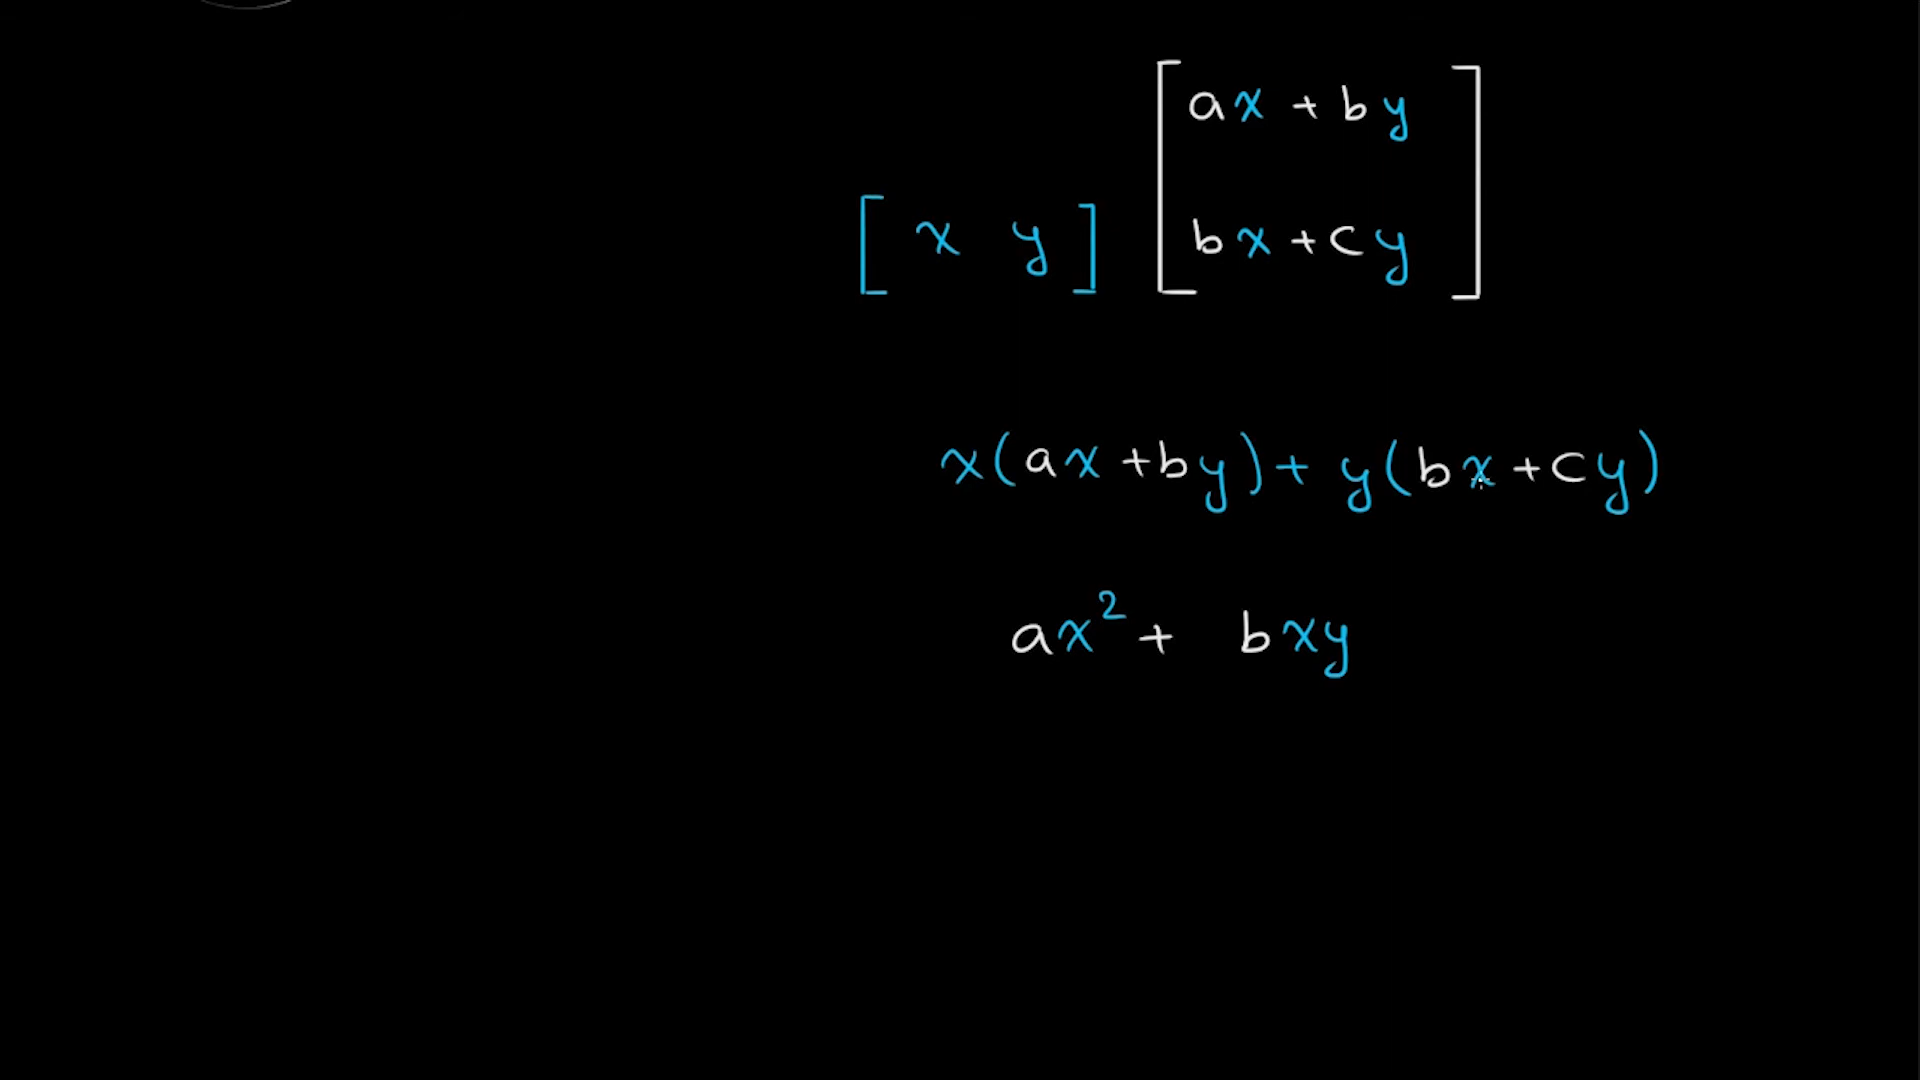 ax + by
[ x y ]
bx + cy
x(ax + by) + y(bx + cy)
ax² + bxy